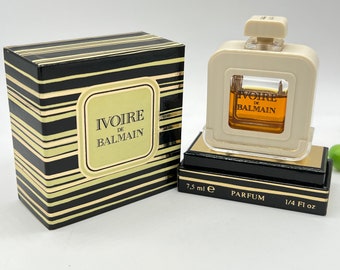 IVOIRE
DE
BALMAIN
IVOIRE
DE
BALMAIN
7,5 ml e PARFUM 1/4 Fl oz